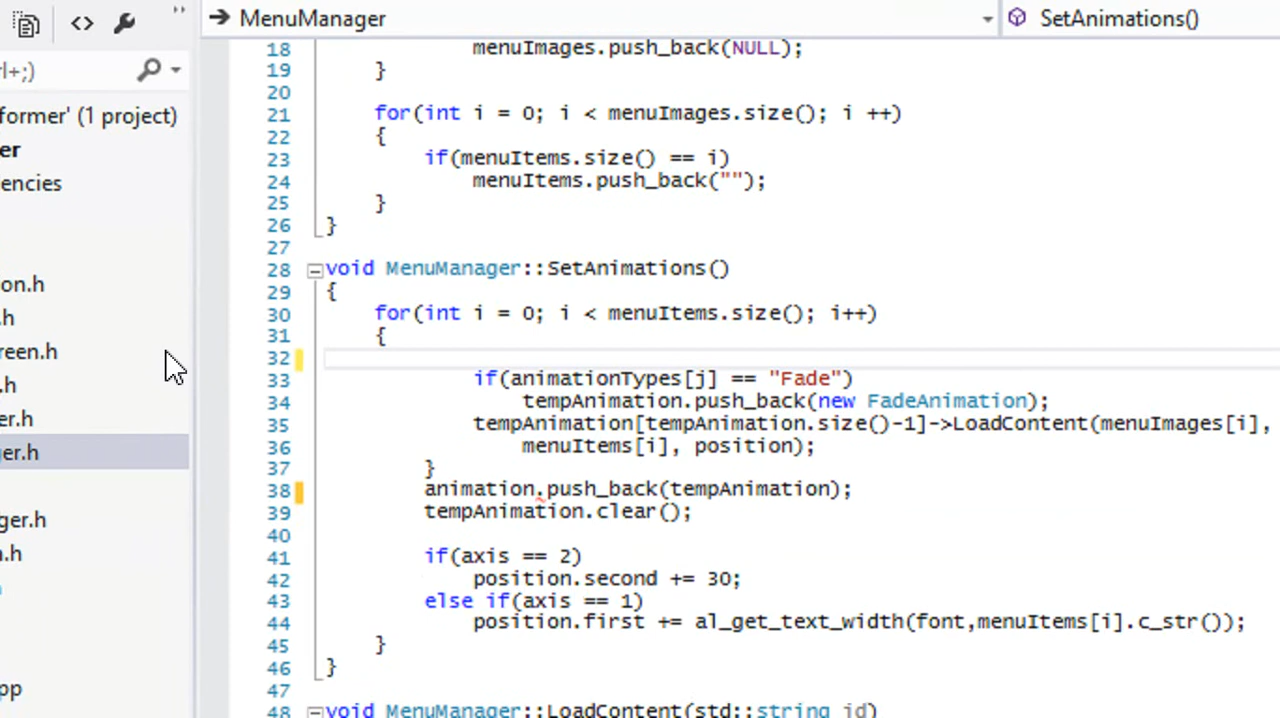 MenuManager
SetAnimations()
rl+;)
former' (1 project)
er
encies
on.h
.h
reen.h
.h
er.h
ger.h
ger.h
n.h
pp
18 menuImages.push_back(NULL);
19 }
20
21 for(int i = 0; i < menuImages.size(); i ++)
22 {
23 if(menuItems.size() == i)
24 menuItems.push_back("");
25 }
26 }
27
28 void MenuManager::SetAnimations()
29 {
30 for(int i = 0; i < menuItems.size(); i++)
31 {
32
33 if(animationTypes[j] == "Fade")
34 tempAnimation.push_back(new FadeAnimation);
35 tempAnimation[tempAnimation.size()-1]->LoadContent(menuImages[i],
36 menuItems[i], position);
37 }
38 animation.push_back(tempAnimation);
39 tempAnimation.clear();
40
41 if(axis == 2)
42 position.second += 30;
43 else if(axis == 1)
44 position.first += al_get_text_width(font,menuItems[i].c_str());
45 }
46 }
47
48 void MenuManager::LoadContent(std::string id)